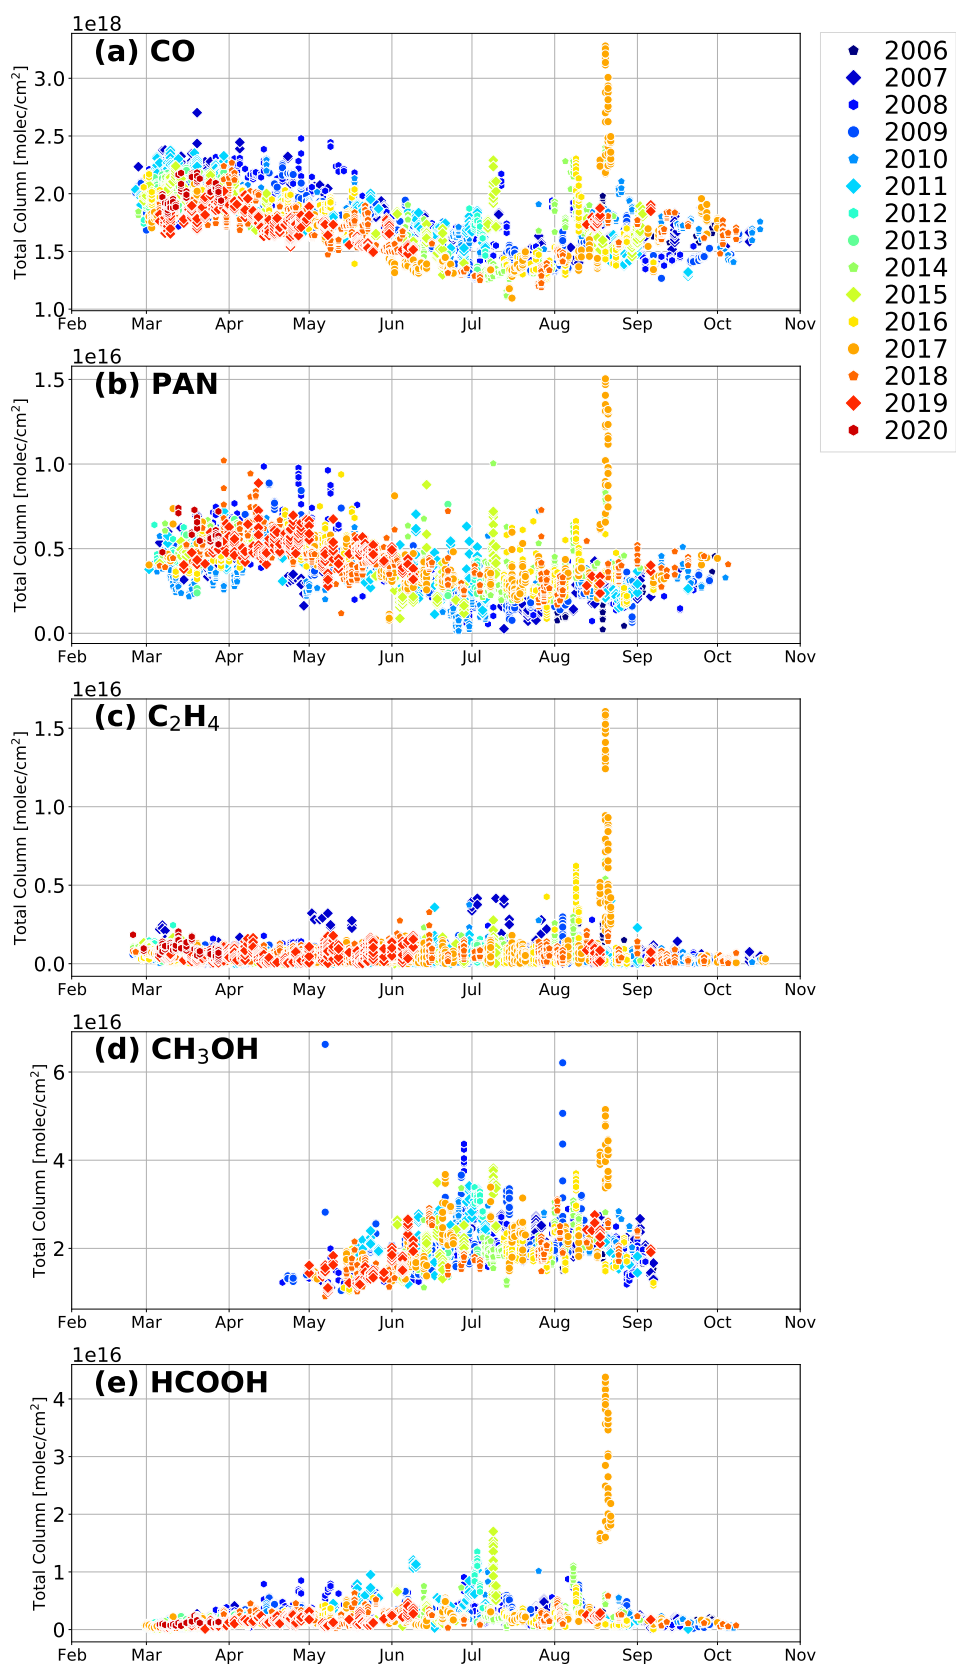 1e18
(a) CO
Total Column [molec/cm²]
3.0
2.5
2.0
1.5
1.0
Feb Mar Apr May Jun Jul Aug Sep Oct Nov
2006
2007
2008
2009
2010
2011
2012
2013
2014
2015
2016
2017
2018
2019
2020
1e16
(b) PAN
Total Column [molec/cm²]
1.5
1.0
0.5
0.0
Feb Mar Apr May Jun Jul Aug Sep Oct Nov
1e16
(c) C₂H₄
Total Column [molec/cm²]
1.5
1.0
0.5
0.0
Feb Mar Apr May Jun Jul Aug Sep Oct Nov
1e16
(d) CH₃OH
Total Column [molec/cm²]
6
4
2
Feb Mar Apr May Jun Jul Aug Sep Oct Nov
1e16
(e) HCOOH
Total Column [molec/cm²]
4
3
2
1
0
Feb Mar Apr May Jun Jul Aug Sep Oct Nov